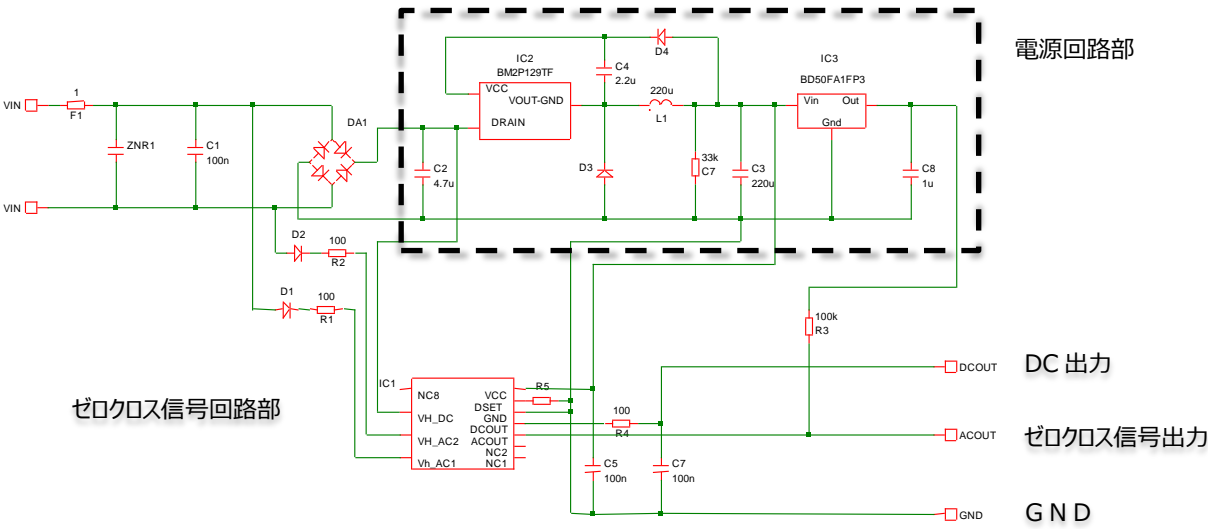 電源回路部
IC2
BM2P129TF
VCC
VOUT-GND
DRAIN
C4
2.2u
D4
220u
L1
IC3
BD50FA1FP3
Vin
Out
Gnd
VIN
1
F1
ZNR1
C1
100n
DA1
C2
4.7u
D3
33k
C7
C3
220u
C8
1u
VIN
D2
100
R2
D1
100
R1
100k
R3
ゼロクロス信号回路部
IC1
NC8
VH_DC
VH_AC2
Vh_AC1
VCC
DSET
GND
DCOUT
ACOUT
NC2
NC1
R5
100
R4
C5
100n
C7
100n
DCOUT
DC 出力
ACOUT
ゼロクロス信号出力
GND
G N D